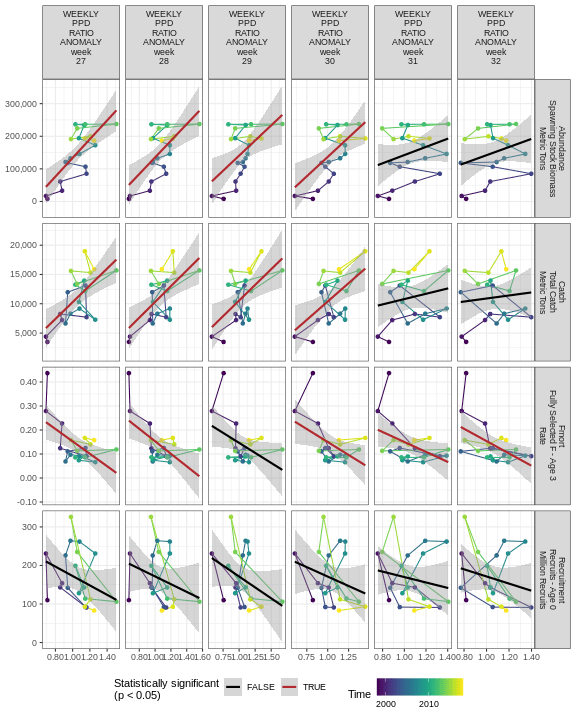 WEEKLY
PPD
RATIO
ANOMALY
week
27
WEEKLY
PPD
RATIO
ANOMALY
week
28
WEEKLY
PPD
RATIO
ANOMALY
week
29
WEEKLY
PPD
RATIO
ANOMALY
week
30
WEEKLY
PPD
RATIO
ANOMALY
week
31
WEEKLY
PPD
RATIO
ANOMALY
week
32
300,000
200,000
100,000
0
Abundance
Spawning Stock Biomass
Metric Tons
20,000
15,000
10,000
5,000
Catch
Total Catch
Metric Tons
0.40
0.30
0.20
0.10
0.00
-0.10
Fmort
Fully Selected F - Age 3
Rate
300
200
100
0
Recruitment
Recruits - Age 0
Million Recruits
0.80 1.00 1.20 1.40
0.80 1.00 1.20 1.40 1.60
0.75 1.00 1.25 1.50
0.75 1.00 1.25
0.80 1.00 1.20 1.40
0.80 1.00 1.20 1.40
Statistically significant
(p < 0.05)
FALSE
TRUE
Time
2000 2010